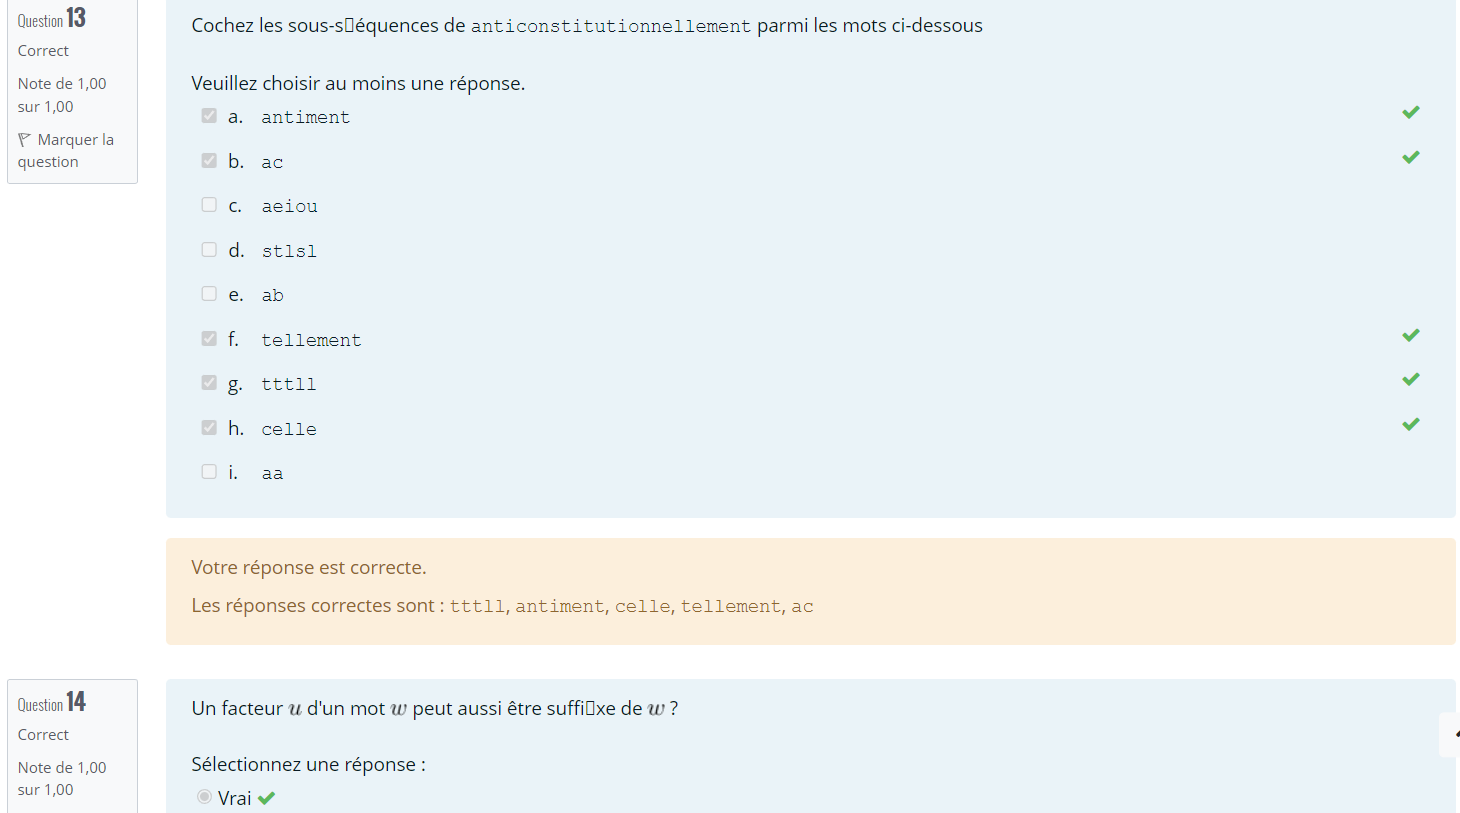 Question 13
Correct
Note de 1,00
sur 1,00
Marquer la
question
Cochez les sous-s▯équences de anticonstitutionnellement parmi les mots ci-dessous
Veuillez choisir au moins une réponse.
a. antiment
b. ac
c. aeiou
d. stlsl
e. ab
f. tellement
g. tttll
h. celle
i. aa
Votre réponse est correcte.
Les réponses correctes sont : tttll, antiment, celle, tellement, ac
Question 14
Correct
Note de 1,00
sur 1,00
Un facteur u d'un mot w peut aussi être suffi▯xe de w ?
Sélectionnez une réponse :
Vrai